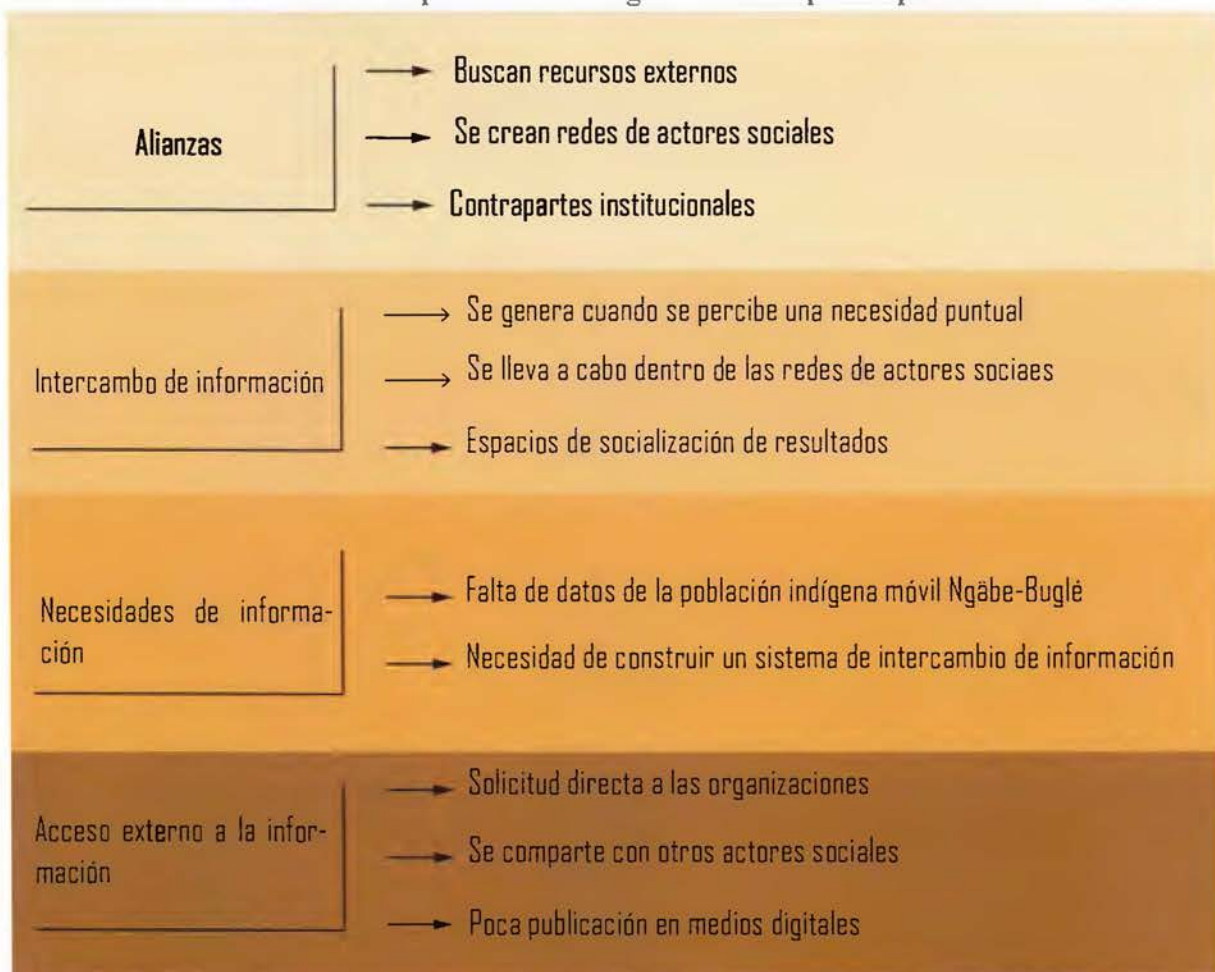 Alianzas
Buscan recursos externos
Se crean redes de actores sociales
Contrapartes institucionales
Intercambo de información
Se genera cuando se percibe una necesidad puntual
Se lleva a cabo dentro de las redes de actores sociaes
Espacios de socialización de resultados
Necesidades de informa-
ción
Falta de datos de la población indígena móvil Ngäbe-Buglé
Necesidad de construir un sistema de intercambio de información
Acceso externo a la infor-
mación
Solicitud directa a las organizaciones
Se comparte con otros actores sociales
Poca publicación en medios digitales